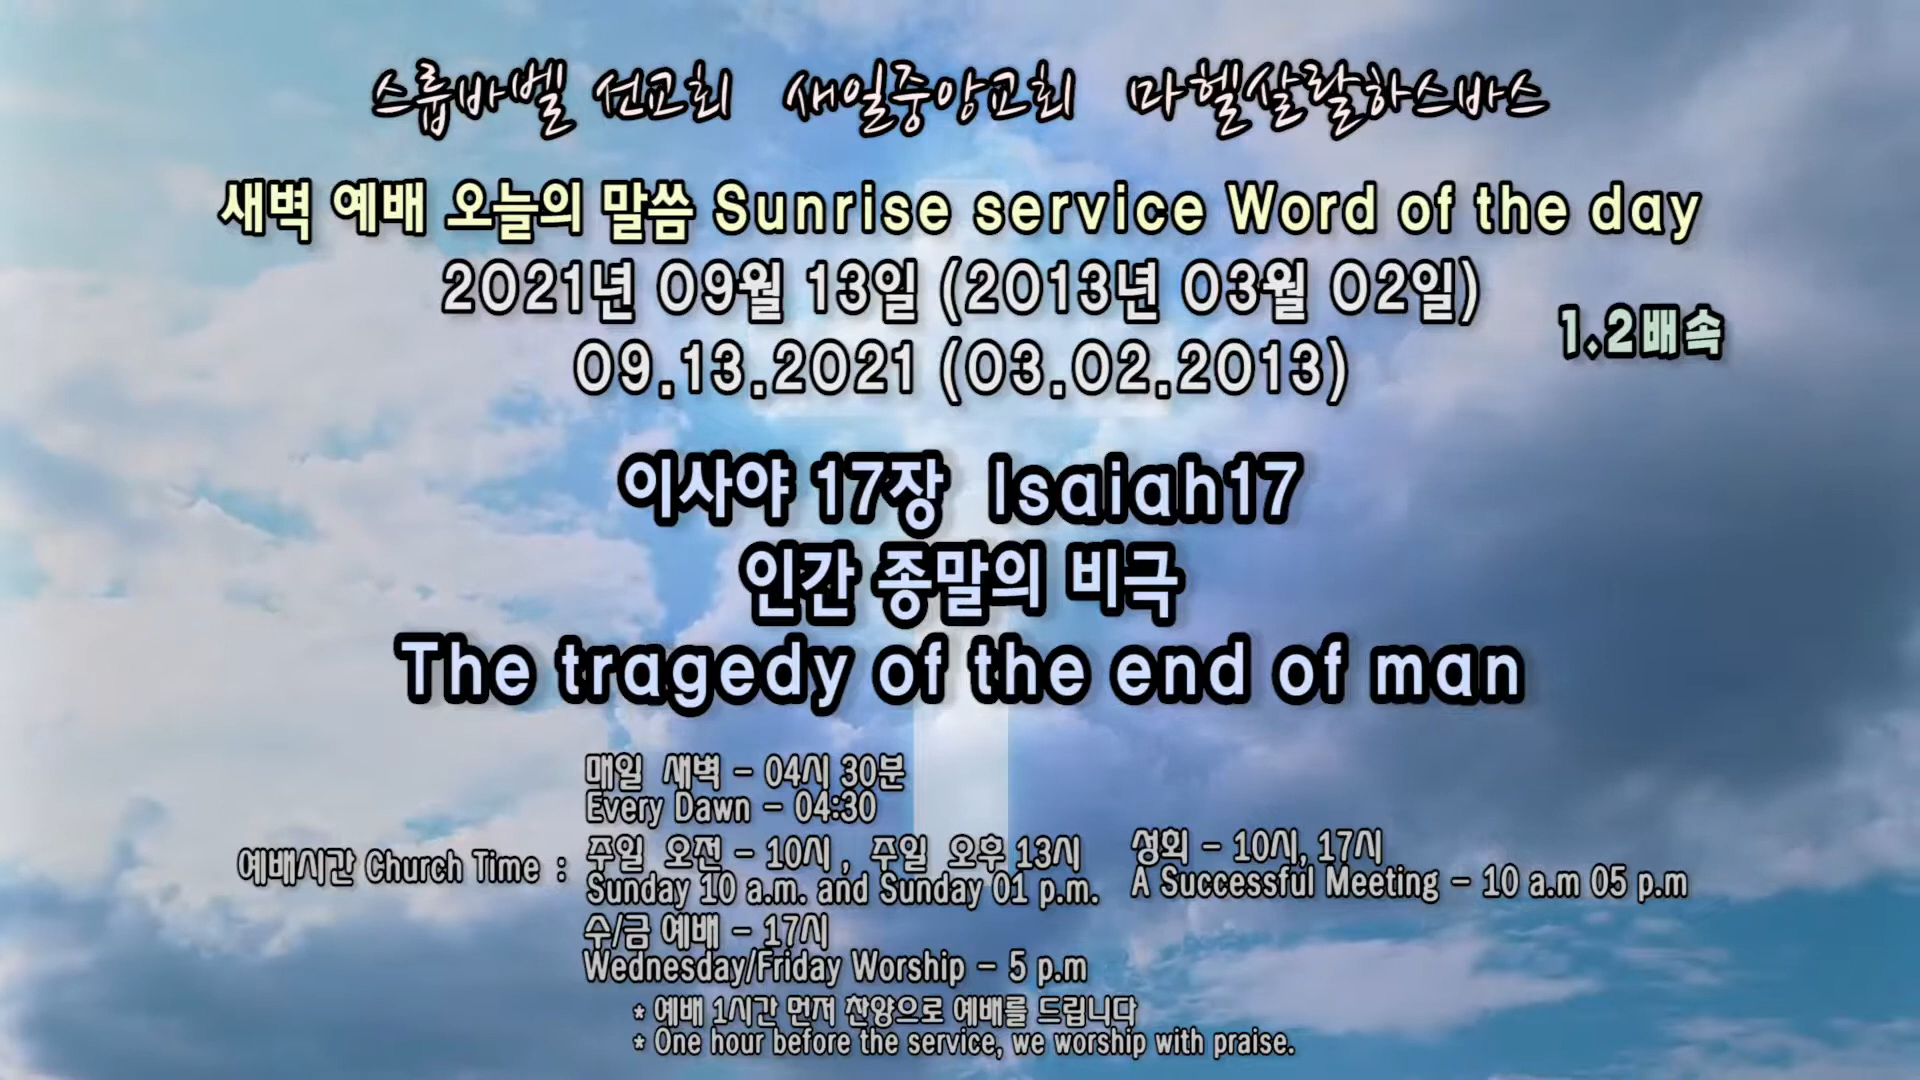 스룹바벨 선교회 새일중앙교회 마헬살랄하스바스
새벽 예배 오늘의 말씀 Sunrise service Word of the day
2021년 09월 13일 (2013년 03월 02일)
1.2배속
09.13.2021 (03.02.2013)
이사야 17장 Isaiah17
인간 종말의 비극
The tragedy of the end of man
매일 새벽 - 04시 30분
Every Dawn - 04:30
예배시간 Church Time :
주일 오전 - 10시 , 주일 오후 13시
Sunday 10 a.m. and Sunday 01 p.m.
성회 - 10시, 17시
A Successful Meeting - 10 a.m 05 p.m
수/금 예배 - 17시
Wednesday/Friday Worship - 5 p.m
* 예배 1시간 먼저 찬양으로 예배를 드립니다
* One hour before the service, we worship with praise.